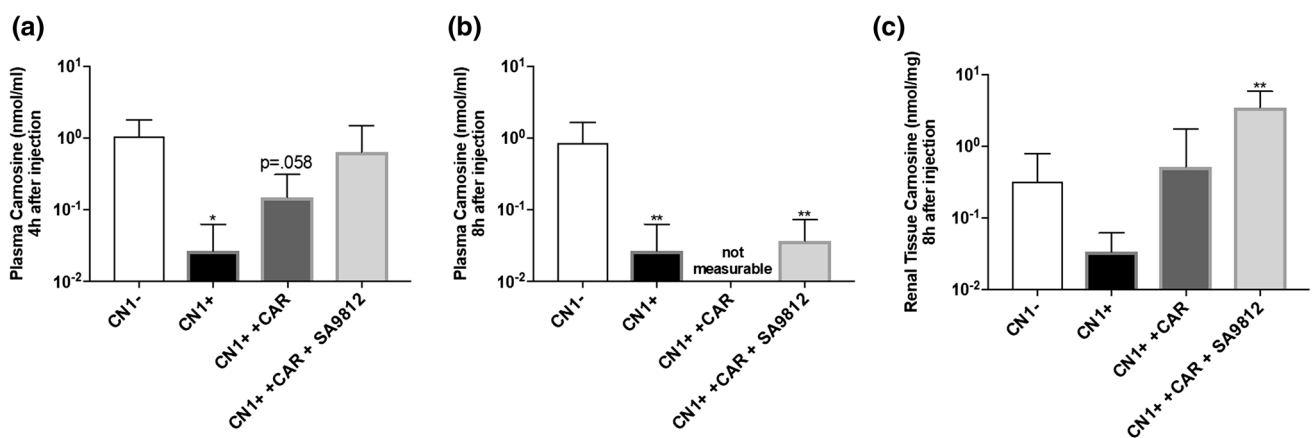 (a)
Plasma Carnosine (nmol/ml)
4h after injection
10¹
10⁰
10⁻¹
10⁻²
*
p=.058
CN1-
CN1+
CN1+ +CAR
CN1+ +CAR + SA9812
(b)
Plasma Carnosine (nmol/ml)
8h after injection
10¹
10⁰
10⁻¹
10⁻²
**
not
measurable
**
CN1-
CN1+
CN1+ +CAR
CN1+ +CAR + SA9812
(c)
Renal Tissue Carnosine (nmol/mg)
8h after injection
10¹
10⁰
10⁻¹
10⁻²
**
CN1-
CN1+
CN1+ +CAR
CN1+ +CAR + SA9812